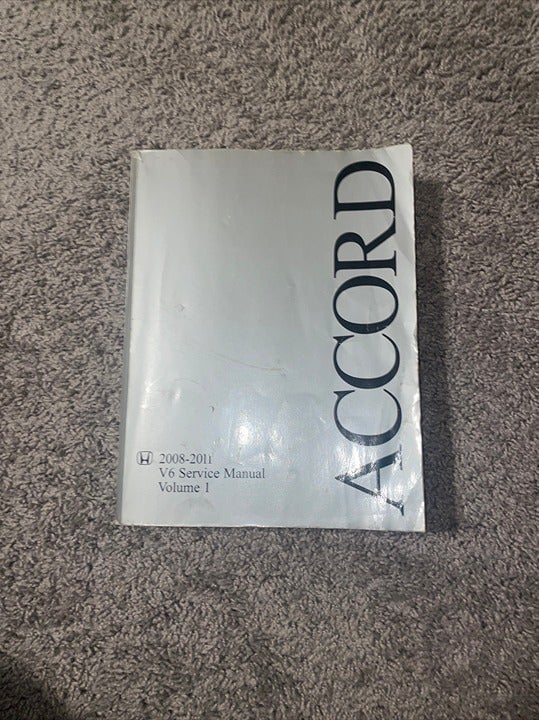 ACCORD
2008-2011
V6 Service Manual
Volume 1